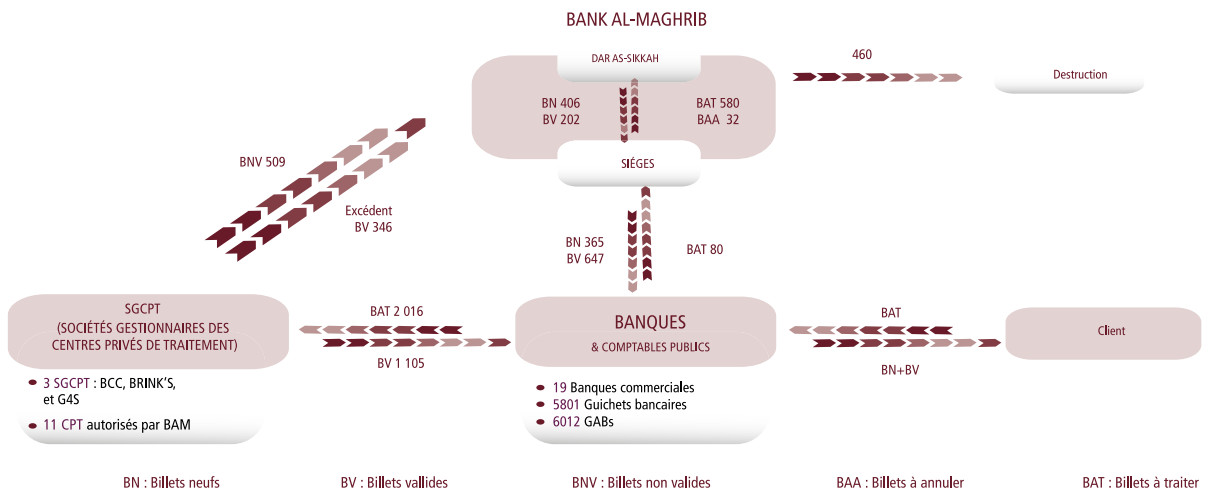 BANK AL-MAGHRIB
DAR AS-SIKKAH
460
Destruction
BN 406
BV 202
BAT 580
BAA 32
BNV 509
SIÉGES
Excédent
BV 346
BN 365
BV 647
BAT 80
SGCPT
(SOCIÉTÉS GESTIONNAIRES DES
CENTRES PRIVÉS DE TRAITEMENT)
BAT 2 016
BV 1 105
BANQUES
& COMPTABLES PUBLICS
BAT
BN+BV
Client
• 3 SGCPT : BCC, BRINK'S,
et G4S
• 11 CPT autorisés par BAM
• 19 Banques commerciales
• 5801 Guichets bancaires
• 6012 GABs
BN : Billets neufs
BV : Billets vallides
BNV : Billets non valides
BAA : Billets à annuler
BAT : Billets à traiter